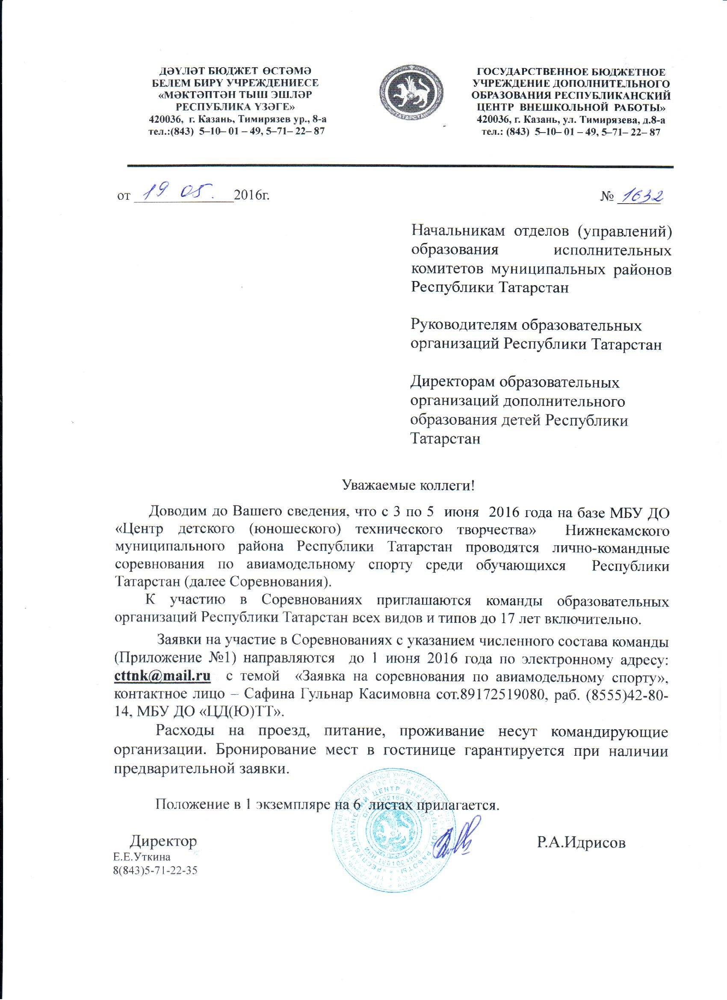 ДӘҮЛӘТ БЮДЖЕТ ӨСТӘМӘ
БЕЛЕМ БИРҮ УЧРЕЖДЕНИЕСЕ
«МӘКТӘПТӘН ТЫШ ЭШЛӘР
РЕСПУБЛИКА ҮЗӘГЕ»
420036, г. Казань, Тимирязев ур., 8-а
тел.:(843) 5–10– 01 – 49, 5–71– 22– 87
ТАТАРСТАН
ГОСУДАРСТВЕННОЕ БЮДЖЕТНОЕ
УЧРЕЖДЕНИЕ ДОПОЛНИТЕЛЬНОГО
ОБРАЗОВАНИЯ РЕСПУБЛИКАНСКИЙ
ЦЕНТР ВНЕШКОЛЬНОЙ РАБОТЫ»
420036, г. Казань, ул. Тимирязева, д.8-а
тел.: (843) 5–10– 01 – 49, 5–71– 22– 87
от 19 05. 2016г.
№ 1632
Начальникам отделов (управлений)
образования исполнительных
комитетов муниципальных районов
Республики Татарстан
Руководителям образовательных
организаций Республики Татарстан
Директорам образовательных
организаций дополнительного
образования детей Республики
Татарстан
Уважаемые коллеги!
Доводим до Вашего сведения, что с 3 по 5 июня 2016 года на базе МБУ ДО
«Центр детского (юношеского) технического творчества» Нижнекамского
муниципального района Республики Татарстан проводятся лично-командные
соревнования по авиамодельному спорту среди обучающихся Республики
Татарстан (далее Соревнования).
К участию в Соревнованиях приглашаются команды образовательных
организаций Республики Татарстан всех видов и типов до 17 лет включительно.
Заявки на участие в Соревнованиях с указанием численного состава команды
(Приложение №1) направляются до 1 июня 2016 года по электронному адресу:
cttnk@mail.ru с темой «Заявка на соревнования по авиамодельному спорту»,
контактное лицо – Сафина Гульнар Касимовна сот.89172519080, раб. (8555)42-80-
14, МБУ ДО «ЦД(Ю)ТТ».
Расходы на проезд, питание, проживание несут командирующие
организации. Бронирование мест в гостинице гарантируется при наличии
предварительной заявки.
Положение в 1 экземпляре на 6 листах прилагается.
Директор
Р.А.Идрисов
Е.Е.Уткина
8(843)5-71-22-35
«РЕСПУБЛИКАНСКИЙ ЦЕНТР ВНЕШКОЛЬНОЙ РАБОТЫ»